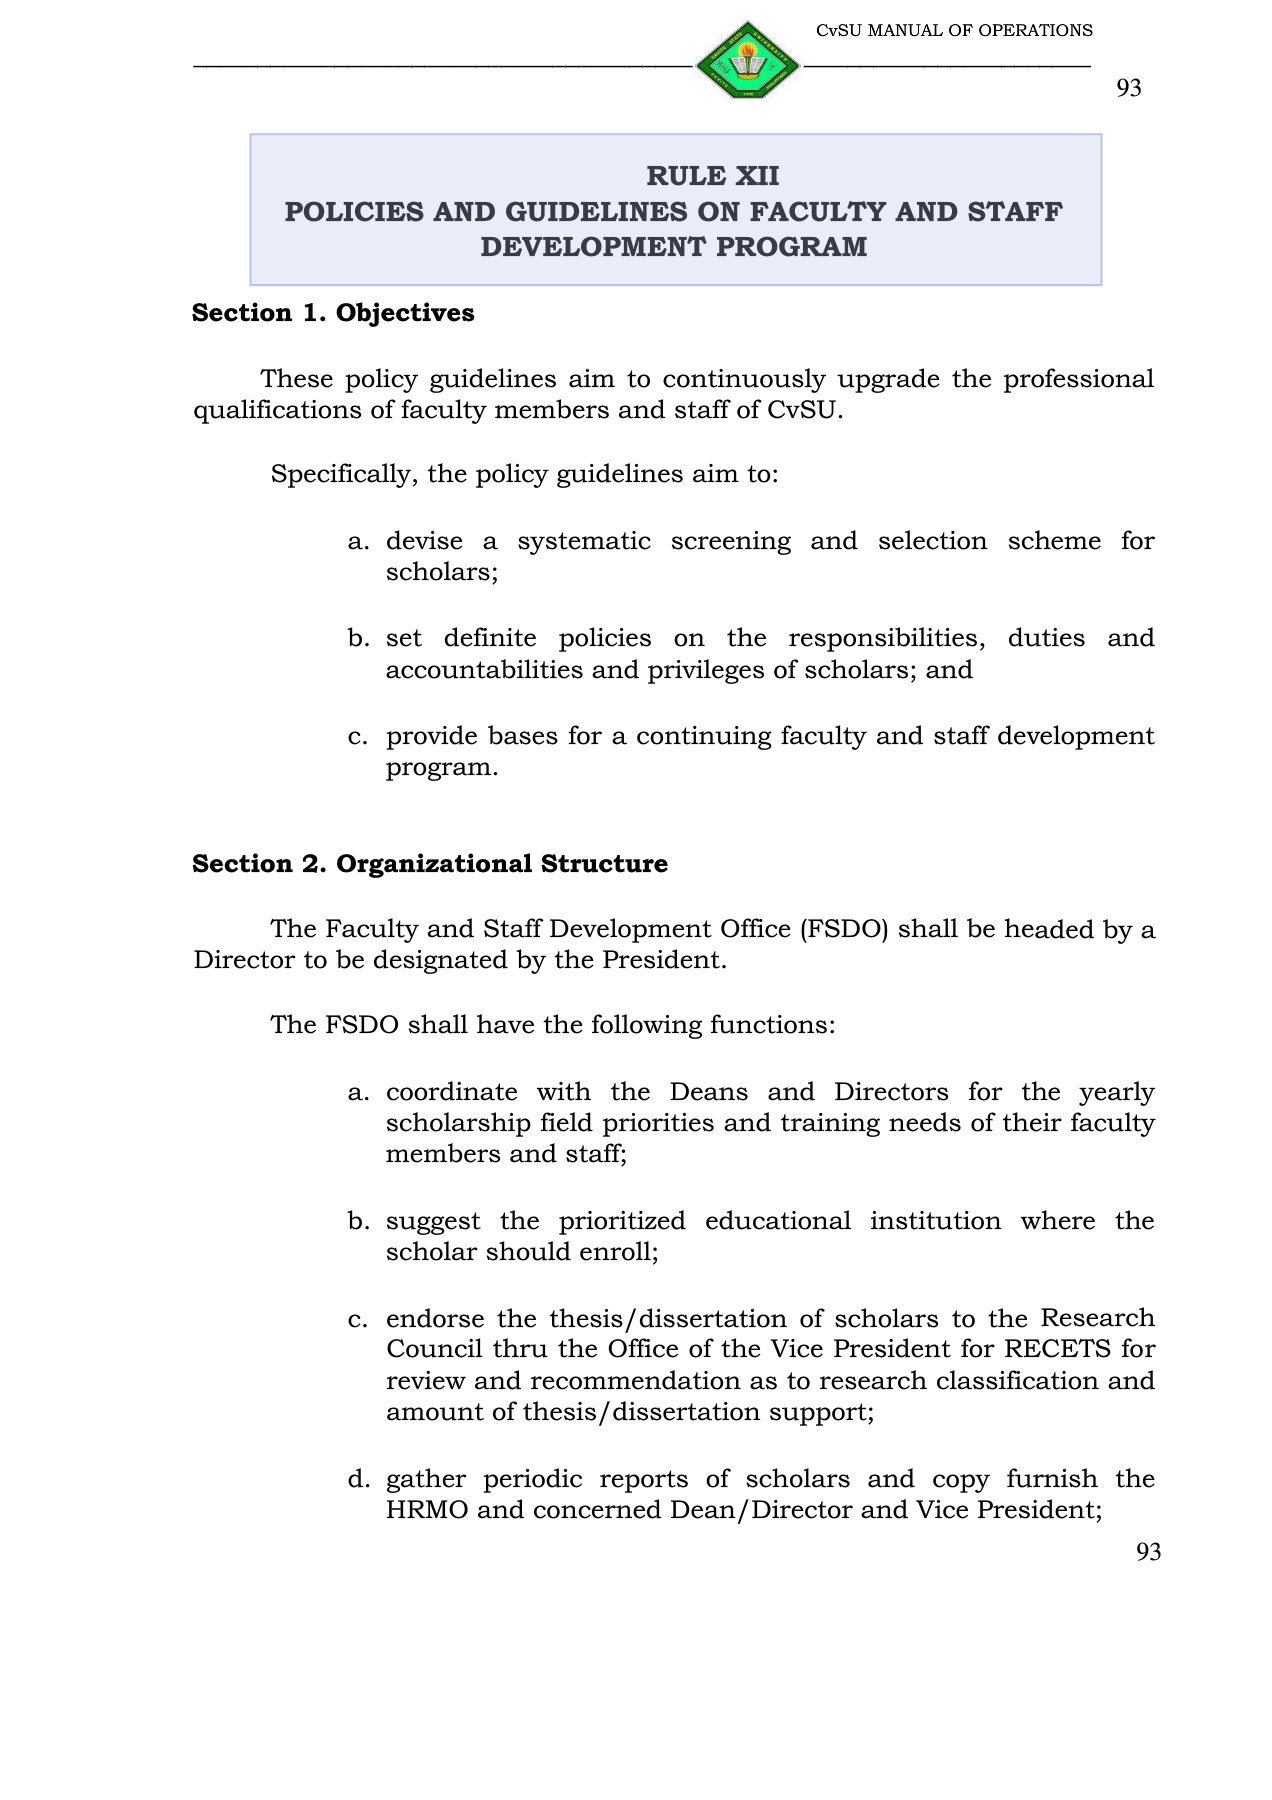 CvSU MANUAL OF OPERATIONS
93
RULE XII
POLICIES AND GUIDELINES ON FACULTY AND STAFF
DEVELOPMENT PROGRAM
Section 1. Objectives
These policy guidelines aim to continuously upgrade the professional
qualifications of faculty members and staff of CvSU.
Specifically, the policy guidelines aim to:
a. devise a systematic screening and selection scheme for
scholars;
b. set definite policies on the responsibilities, duties and
accountabilities and privileges of scholars; and
c. provide bases for a continuing faculty and staff development
program.
Section 2. Organizational Structure
The Faculty and Staff Development Office (FSDO) shall be headed by a
Director to be designated by the President.
The FSDO shall have the following functions:
a. coordinate with the Deans and Directors for the yearly
scholarship field priorities and training needs of their faculty
members and staff;
b. suggest the prioritized educational institution where the
scholar should enroll;
c. endorse the thesis/dissertation of scholars to the Research
Council thru the Office of the Vice President for RECETS for
review and recommendation as to research classification and
amount of thesis/dissertation support;
d. gather periodic reports of scholars and copy furnish the
HRMO and concerned Dean/Director and Vice President;
93